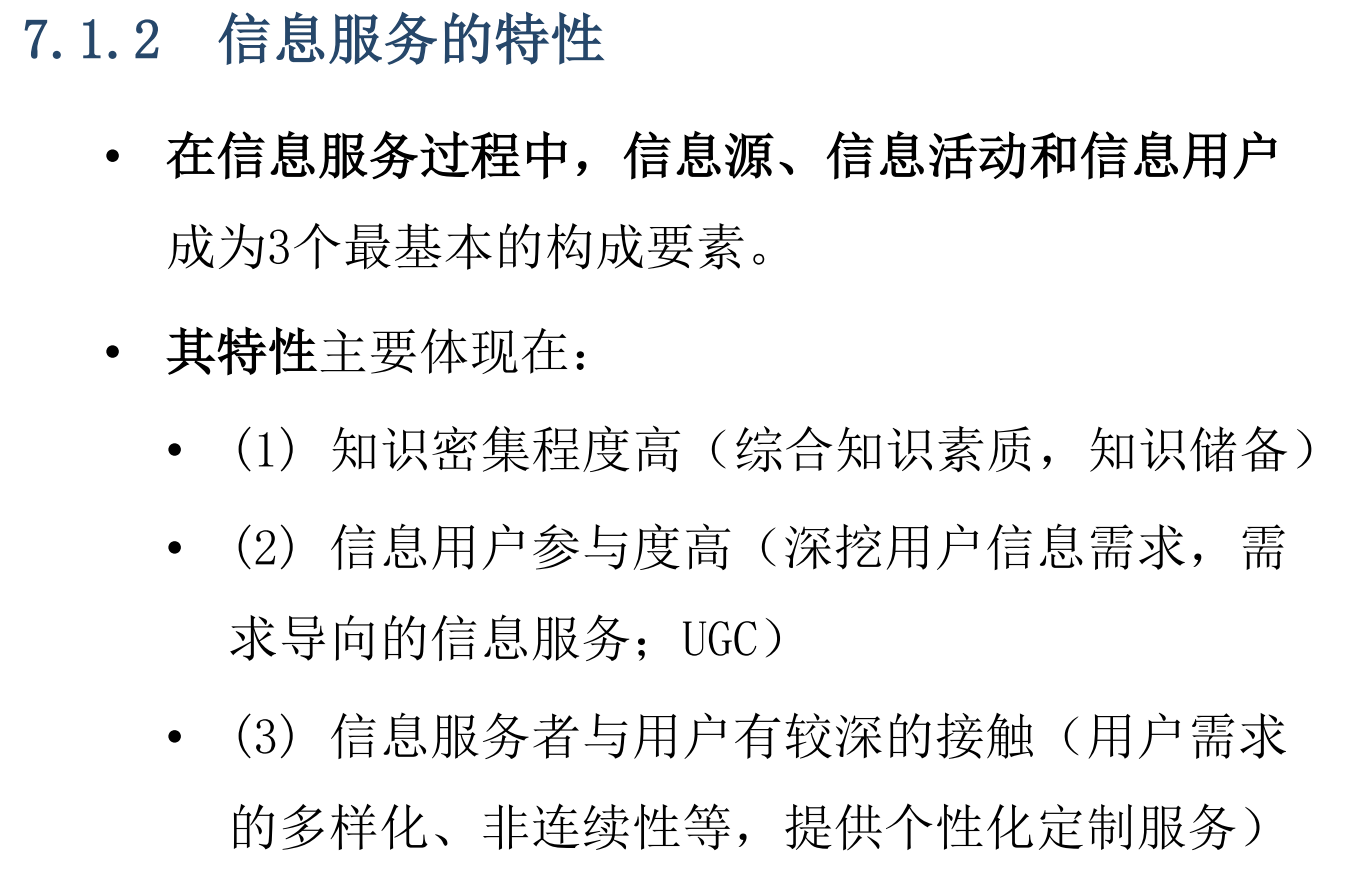 7.1.2 信息服务的特性
• 在信息服务过程中，信息源、信息活动和信息用户
成为3个最基本的构成要素。
• 其特性主要体现在：
• (1) 知识密集程度高（综合知识素质，知识储备）
• (2) 信息用户参与度高（深挖用户信息需求，需
求导向的信息服务；UGC）
• (3) 信息服务者与用户有较深的接触（用户需求
的多样化、非连续性等，提供个性化定制服务）